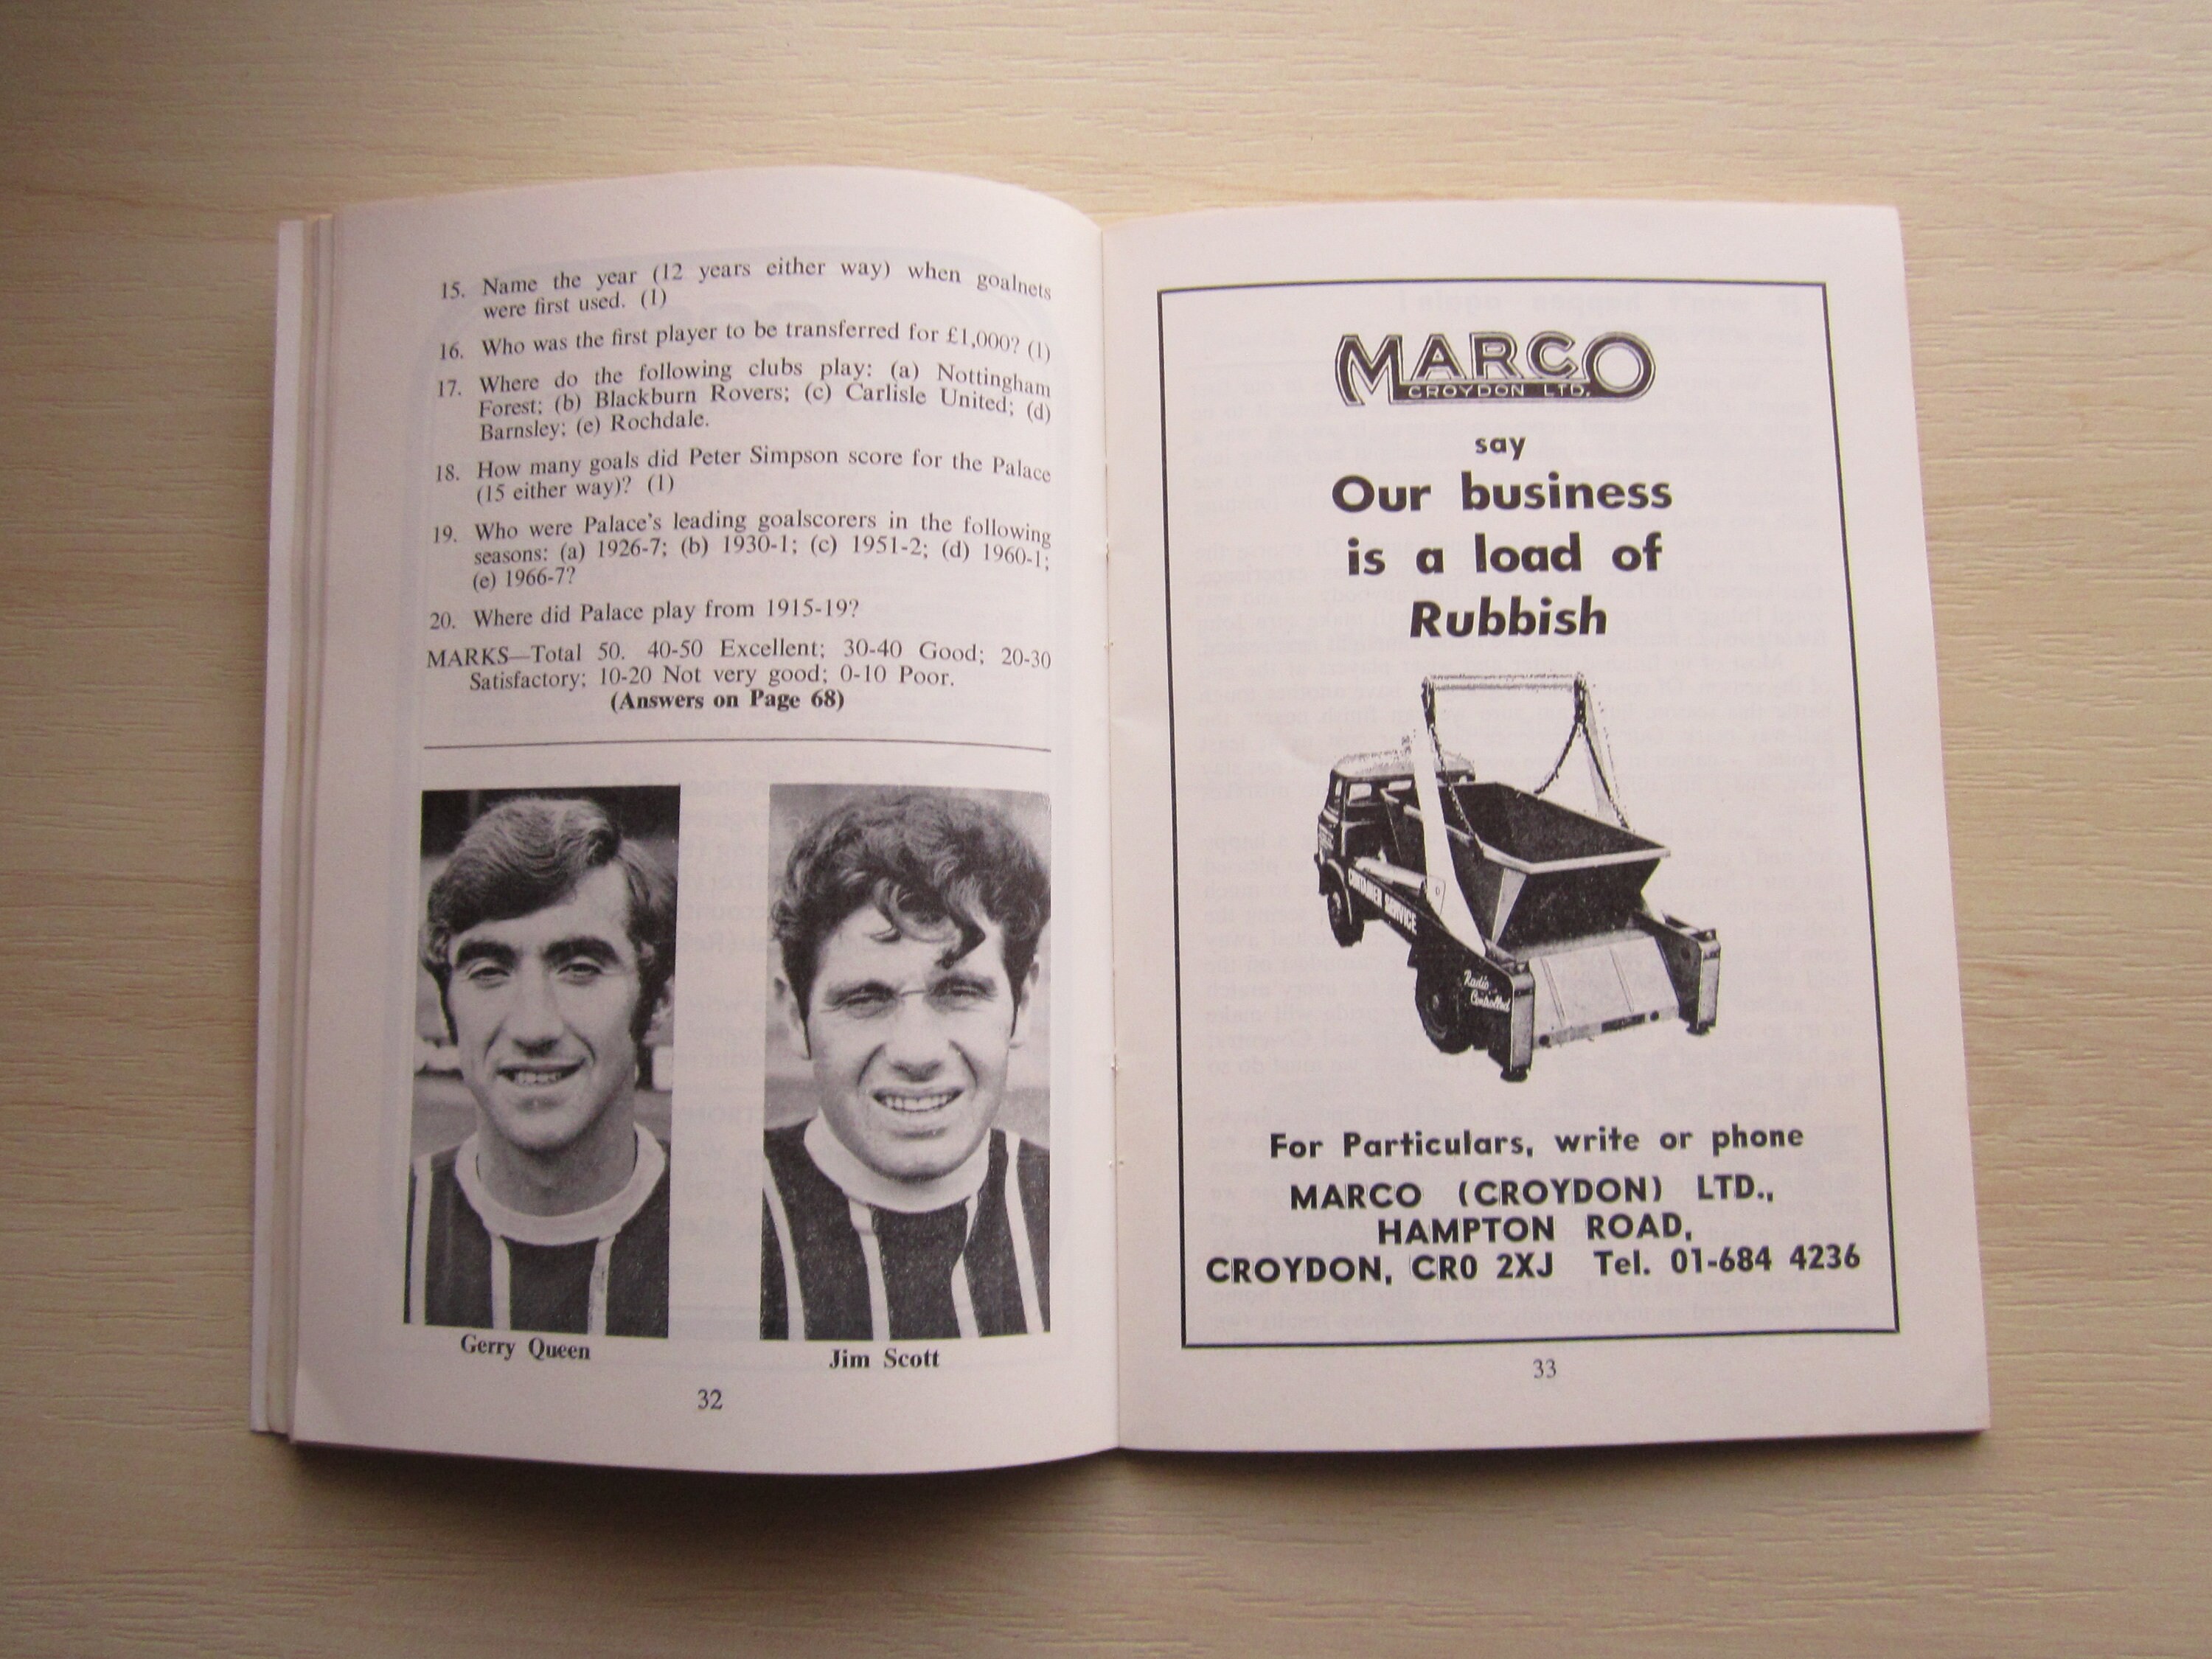 15. Name the year (12 years either way) when goalnets
were first used. (1)
16. Who was the first player to be transferred for £1,000? (1)
17. Where do the following clubs play: (a) Nottingham
Forest; (b) Blackburn Rovers; (c) Carlisle United; (d)
Barnsley; (e) Rochdale.
18. How many goals did Peter Simpson score for the Palace
(15 either way)? (1)
19. Who were Palace's leading goalscorers in the following
seasons: (a) 1926-7; (b) 1930-1; (c) 1951-2; (d) 1960-1;
(e) 1966-7?
20. Where did Palace play from 1915-19?
MARKS—Total 50. 40-50 Excellent; 30-40 Good; 20-30
Satisfactory; 10-20 Not very good; 0-10 Poor.
(Answers on Page 68)
Gerry Queen
Jim Scott
32
MARCO
CROYDON LTD.
say
Our business
is a load of
Rubbish
CONTAINER SERVICE
Radio
Controlled
For Particulars, write or phone
MARCO (CROYDON) LTD.,
HAMPTON ROAD,
CROYDON, CR0 2XJ Tel. 01-684 4236
33